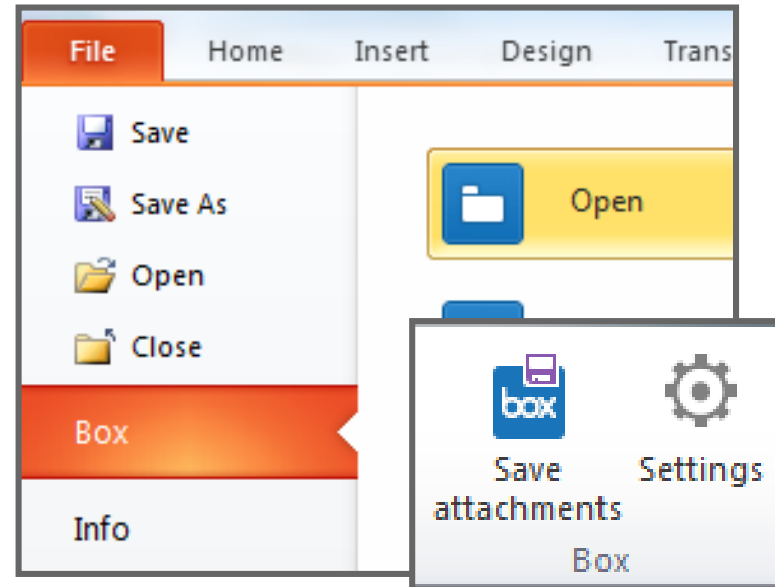 File Home Insert Design Trans
Save
Save As
Open
Close
Box
Info
Open
box
Save attachments
Settings
Box